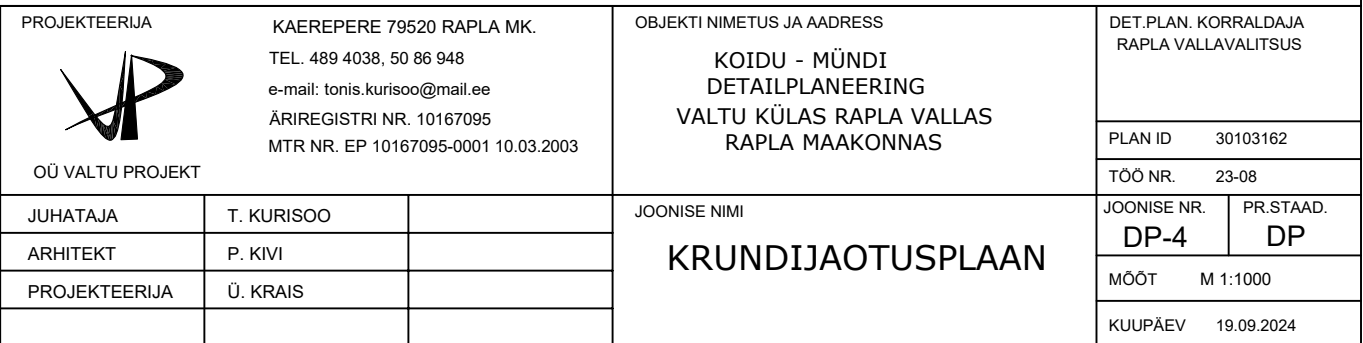 PROJEKTEERIJA
KAEREPERE 79520 RAPLA MK.
TEL. 489 4038, 50 86 948
e-mail: tonis.kurisoo@mail.ee
ÄRIREGISTRI NR. 10167095
MTR NR. EP 10167095-0001 10.03.2003
OÜ VALTU PROJEKT
OBJEKTI NIMETUS JA AADRESS
KOIDU - MÜNDI
DETAILPLANEERING
VALTU KÜLAS RAPLA VALLAS
RAPLA MAAKONNAS
DET.PLAN. KORRALDAJA
RAPLA VALLAVALITSUS
PLAN ID 30103162
TÖÖ NR. 23-08
JUHATAJA T. KURISOO
ARHITEKT P. KIVI
PROJEKTEERIJA Ü. KRAIS
JOONISE NIMI
KRUNDIJAOTUSPLAAN
JOONISE NR. PR.STAAD.
DP-4 DP
MÕÕT M 1:1000
KUUPÄEV 19.09.2024